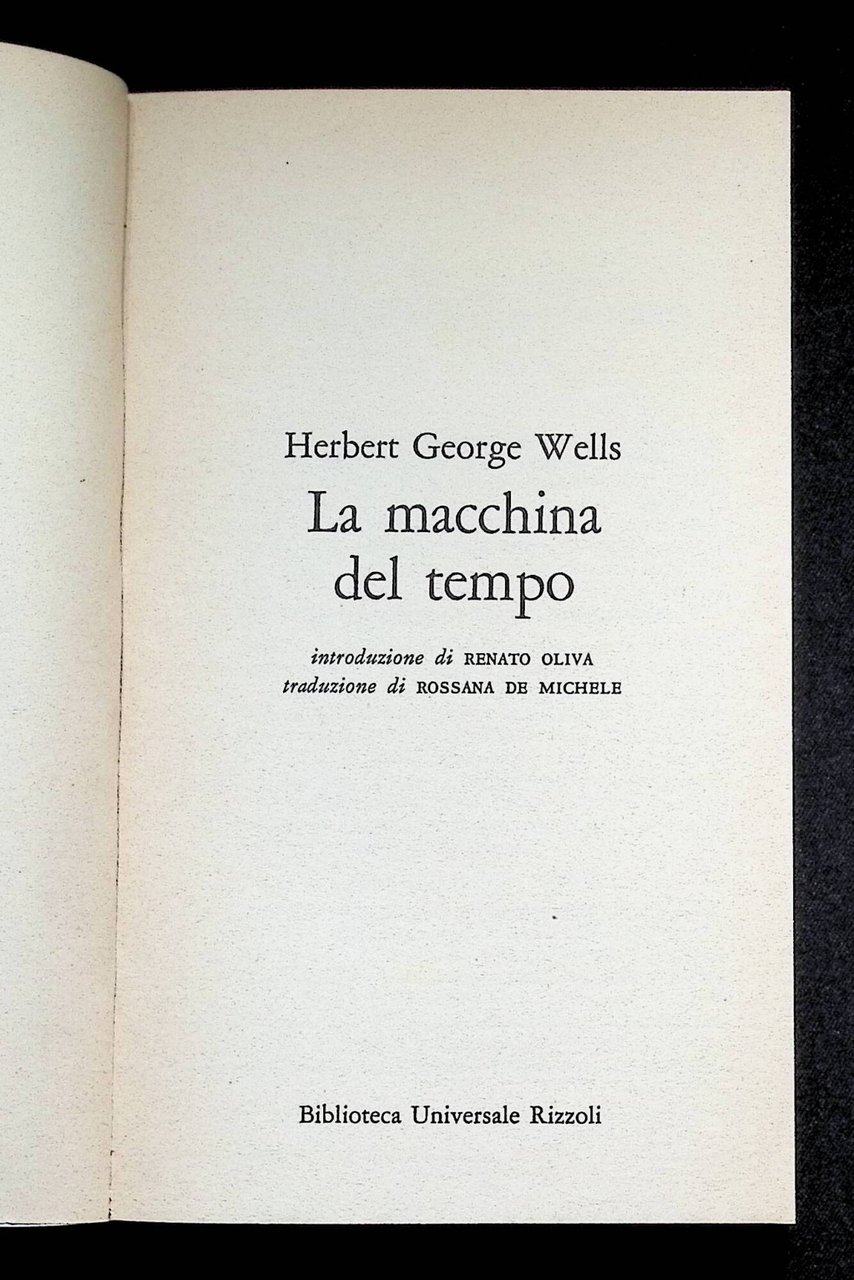 Herbert George Wells
La macchina
del tempo
introduzione di RENATO OLIVA
traduzione di ROSSANA DE MICHELE
Biblioteca Universale Rizzoli